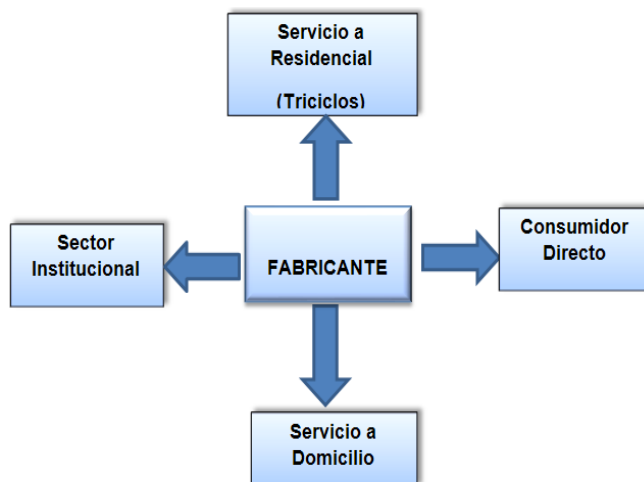 Servicio a
Residencial
(Triciclos)
Sector
Institucional
FABRICANTE
Consumidor
Directo
Servicio a
Domicilio